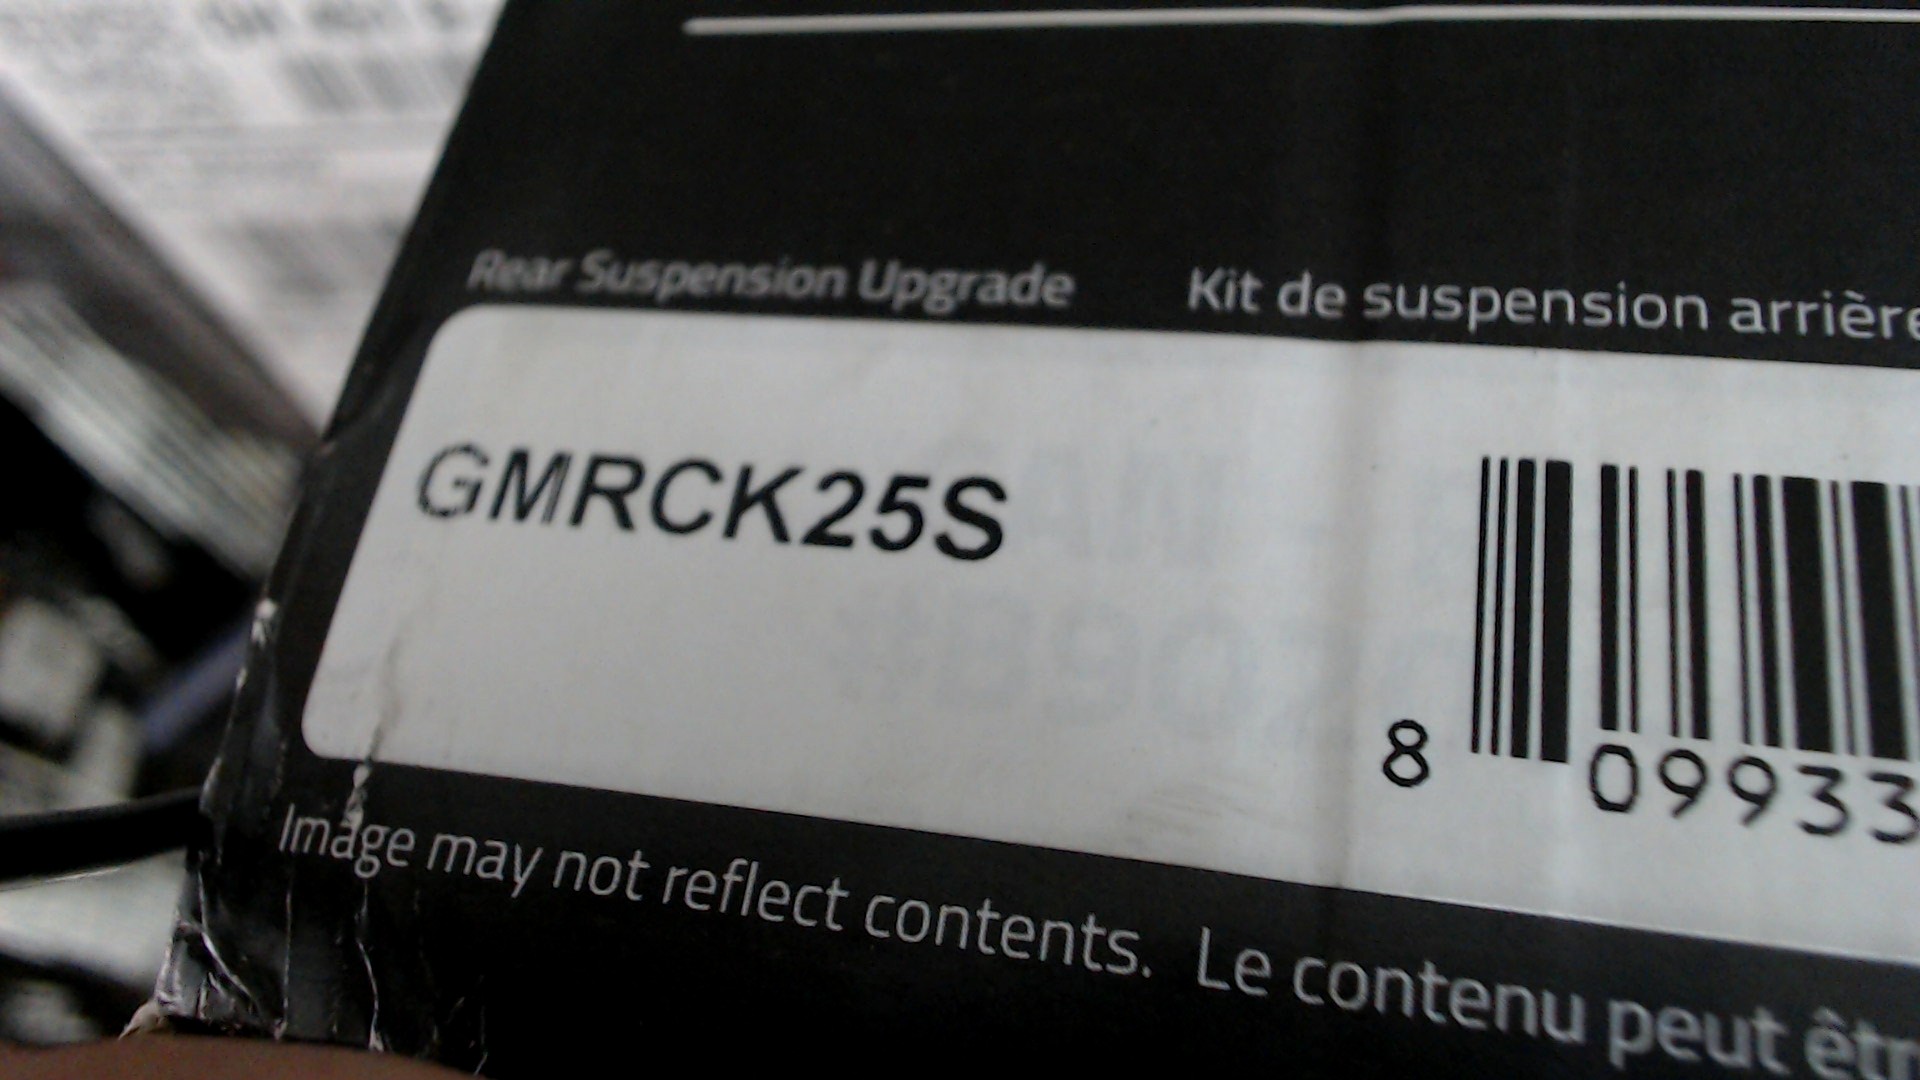 Rear Suspension Upgrade Kit de suspension arrière
GMRCK25S
8 09933
Image may not reflect contents. Le contenu peut êtr